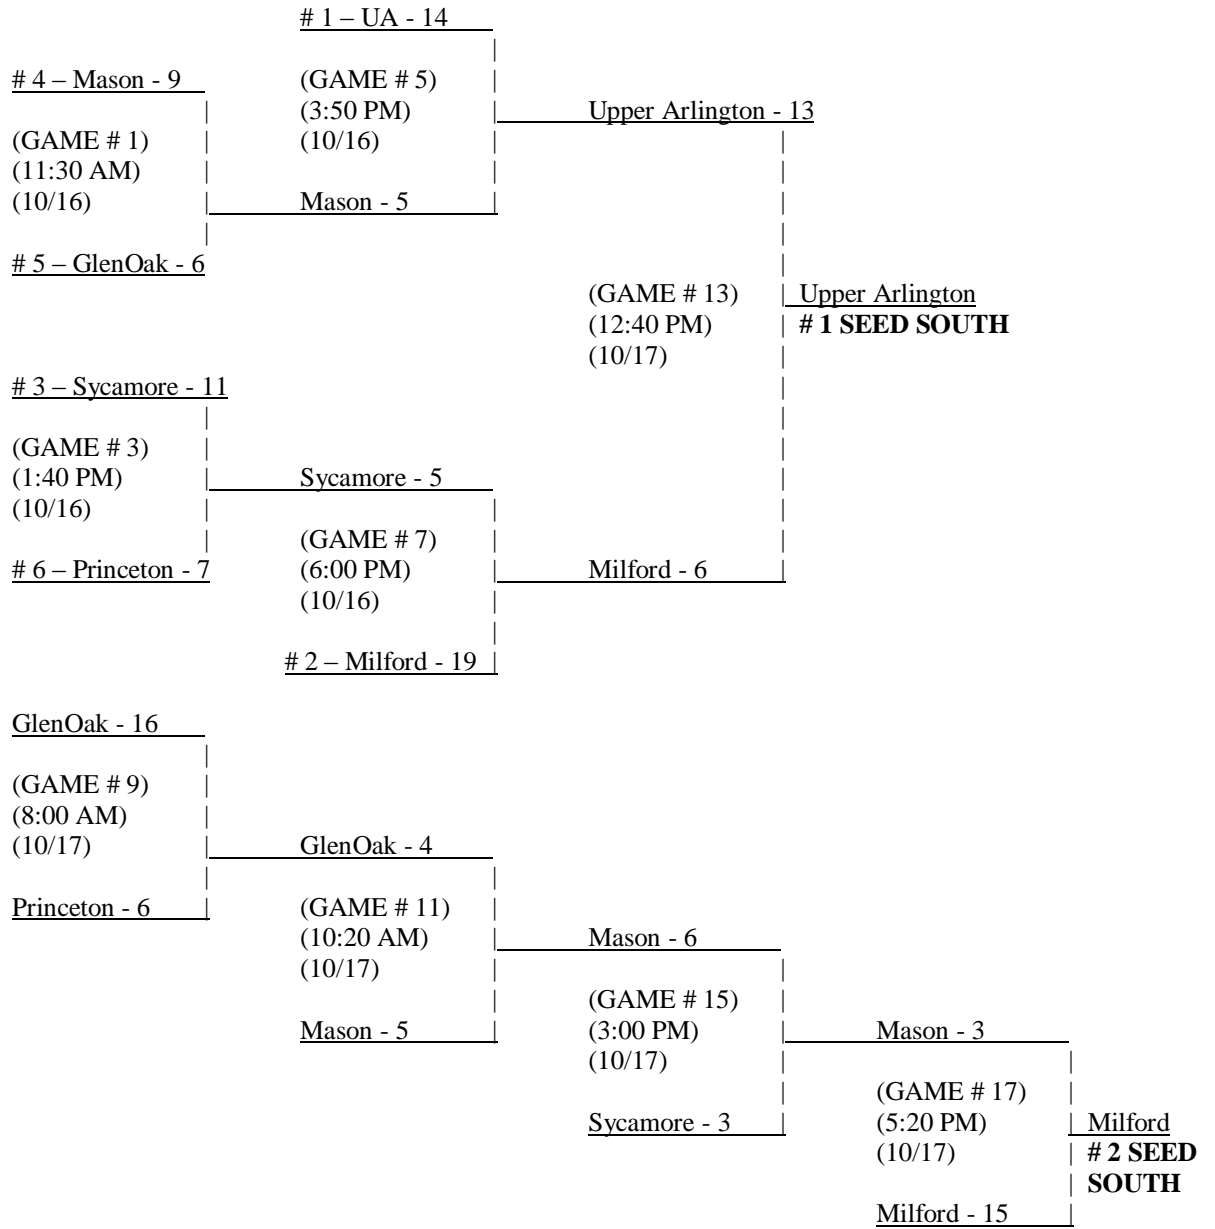 # 1 – UA - 14
# 4 – Mason - 9
(GAME # 5)
(3:50 PM)
(10/16)
Upper Arlington - 13
(GAME # 1)
(11:30 AM)
(10/16)
Mason - 5
# 5 – GlenOak - 6
(GAME # 13)
(12:40 PM)
(10/17)
Upper Arlington
# 1 SEED SOUTH
# 3 – Sycamore - 11
(GAME # 3)
(1:40 PM)
(10/16)
Sycamore - 5
# 6 – Princeton - 7
(GAME # 7)
(6:00 PM)
(10/16)
Milford - 6
# 2 – Milford - 19
GlenOak - 16
(GAME # 9)
(8:00 AM)
(10/17)
GlenOak - 4
Princeton - 6
(GAME # 11)
(10:20 AM)
(10/17)
Mason - 6
Mason - 5
(GAME # 15)
(3:00 PM)
(10/17)
Mason - 3
Sycamore - 3
(GAME # 17)
(5:20 PM)
(10/17)
Milford
# 2 SEED
SOUTH
Milford - 15